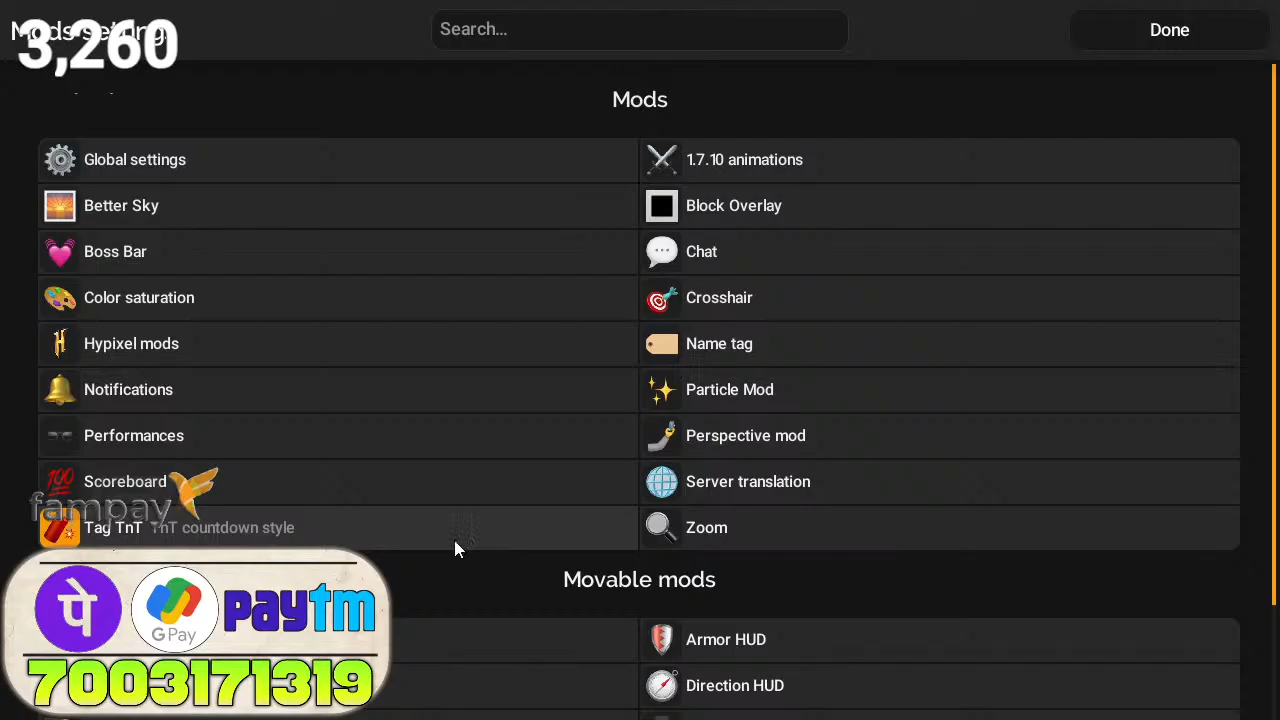 Mods settings
3,260
Search...
Done
Mods
Global settings
1.7.10 animations
Better Sky
Block Overlay
Boss Bar
Chat
Color saturation
Crosshair
Hypixel mods
Name tag
Notifications
Particle Mod
Performances
Perspective mod
Scoreboard
Server translation
fampay
Tag TnT TnT countdown style
Zoom
Movable mods
पे
G Pay
paytm
Armor HUD
7003171319
Direction HUD